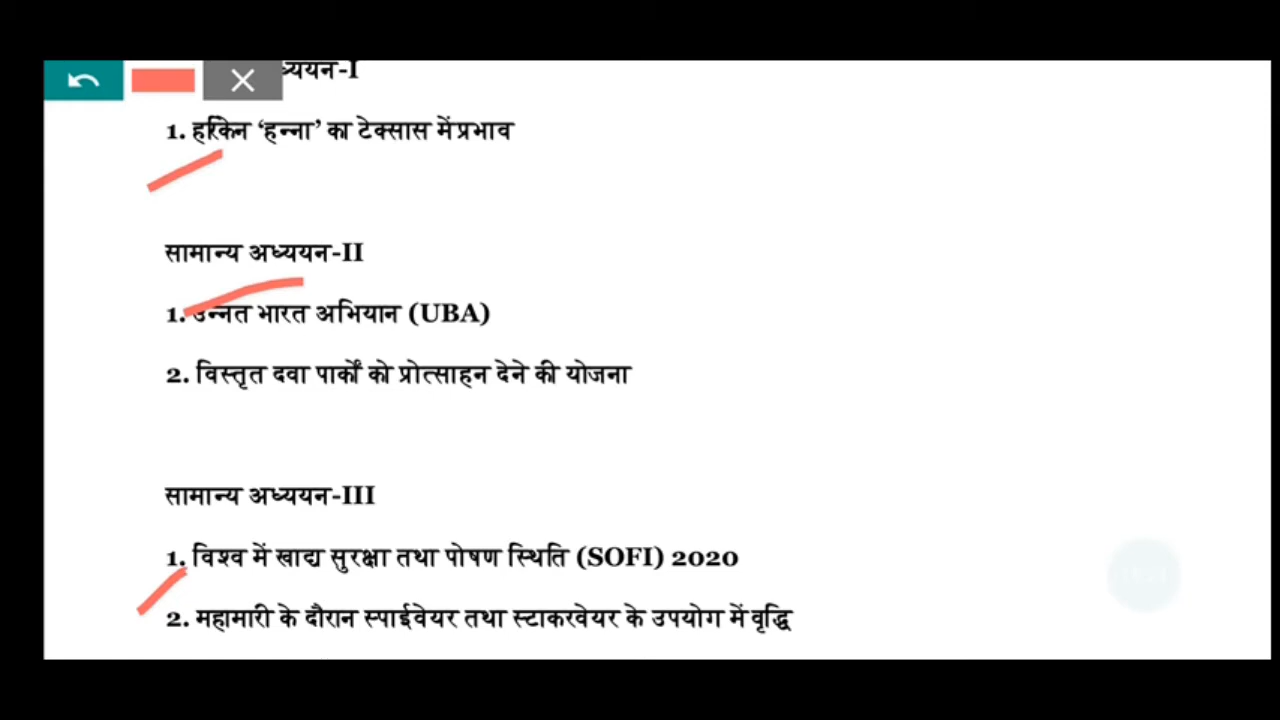 ध्ययन-I
1. हरिकेन ‘हन्ना’ का टेक्सास में प्रभाव
सामान्य अध्ययन-II
1. उन्नत भारत अभियान (UBA)
2. विस्तृत दवा पार्कों को प्रोत्साहन देने की योजना
सामान्य अध्ययन-III
1. विश्व में खाद्य सुरक्षा तथा पोषण स्थिति (SOFI) 2020
2. महामारी के दौरान स्पाईवेयर तथा स्टाकरवेयर के उपयोग में वृद्धि